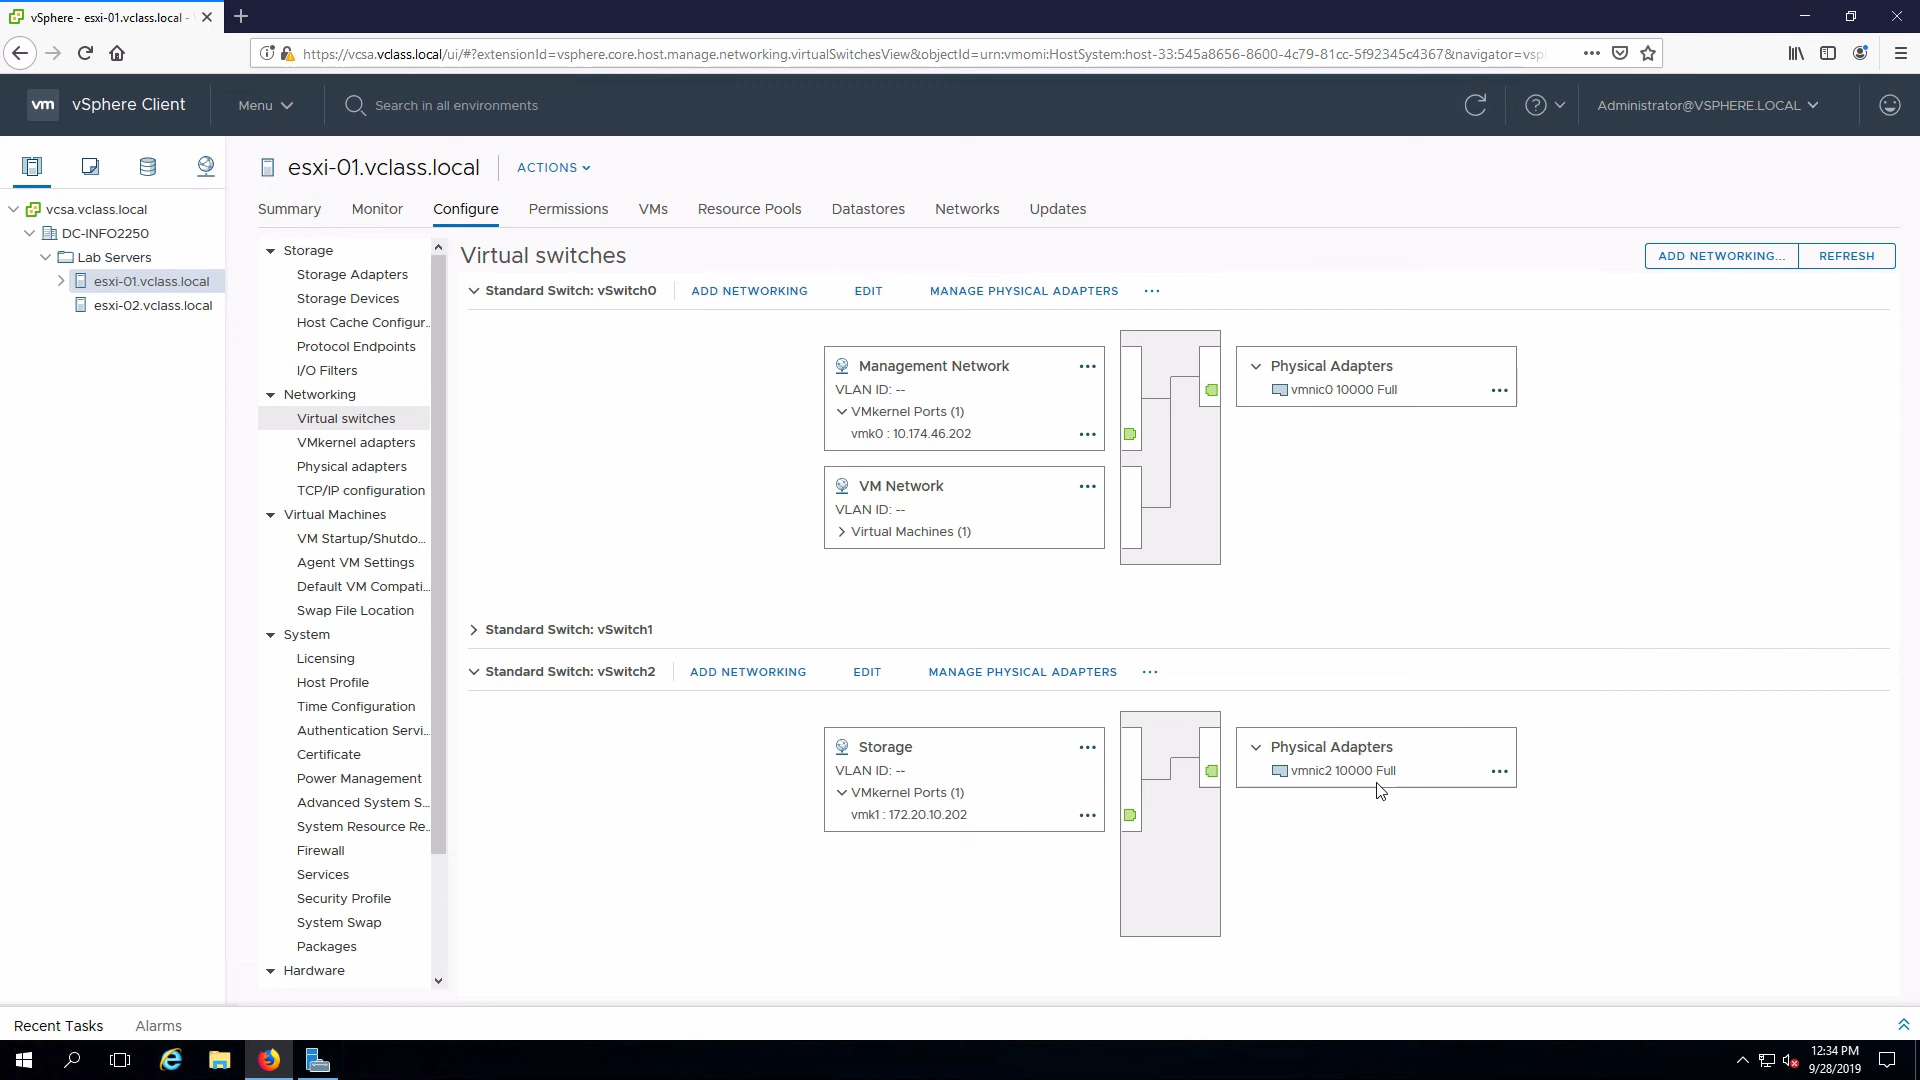 vSphere - esxi-01.vclass.local -
https://vcsa.vclass.local/ui/#?extensionId=vsphere.core.host.manage.networking.virtualSwitchesView&objectId=urn:vmomi:HostSystem:host-33:545a8656-8600-4c79-81cc-5f92345c4367&navigator=vsp
vm vSphere Client Menu Search in all environments Administrator@VSPHERE.LOCAL
esxi-01.vclass.local ACTIONS
Summary Monitor Configure Permissions VMs Resource Pools Datastores Networks Updates
vcsa.vclass.local
DC-INFO2250
Lab Servers
esxi-01.vclass.local
esxi-02.vclass.local
Storage
Storage Adapters
Storage Devices
Host Cache Configur...
Protocol Endpoints
I/O Filters
Networking
Virtual switches
VMkernel adapters
Physical adapters
TCP/IP configuration
Virtual Machines
VM Startup/Shutdo...
Agent VM Settings
Default VM Compati...
Swap File Location
System
Licensing
Host Profile
Time Configuration
Authentication Servi...
Certificate
Power Management
Advanced System S...
System Resource Re...
Firewall
Services
Security Profile
System Swap
Packages
Hardware
Virtual switches
ADD NETWORKING... REFRESH
Standard Switch: vSwitch0 ADD NETWORKING EDIT MANAGE PHYSICAL ADAPTERS ...
Management Network ...
VLAN ID: --
VMkernel Ports (1)
vmk0 : 10.174.46.202 ...
Physical Adapters
vmnic0 10000 Full ...
VM Network ...
VLAN ID: --
Virtual Machines (1)
Standard Switch: vSwitch1
Standard Switch: vSwitch2 ADD NETWORKING EDIT MANAGE PHYSICAL ADAPTERS ...
Storage ...
VLAN ID: --
VMkernel Ports (1)
vmk1 : 172.20.10.202 ...
Physical Adapters
vmnic2 10000 Full ...
Recent Tasks Alarms
12:34 PM
9/28/2019